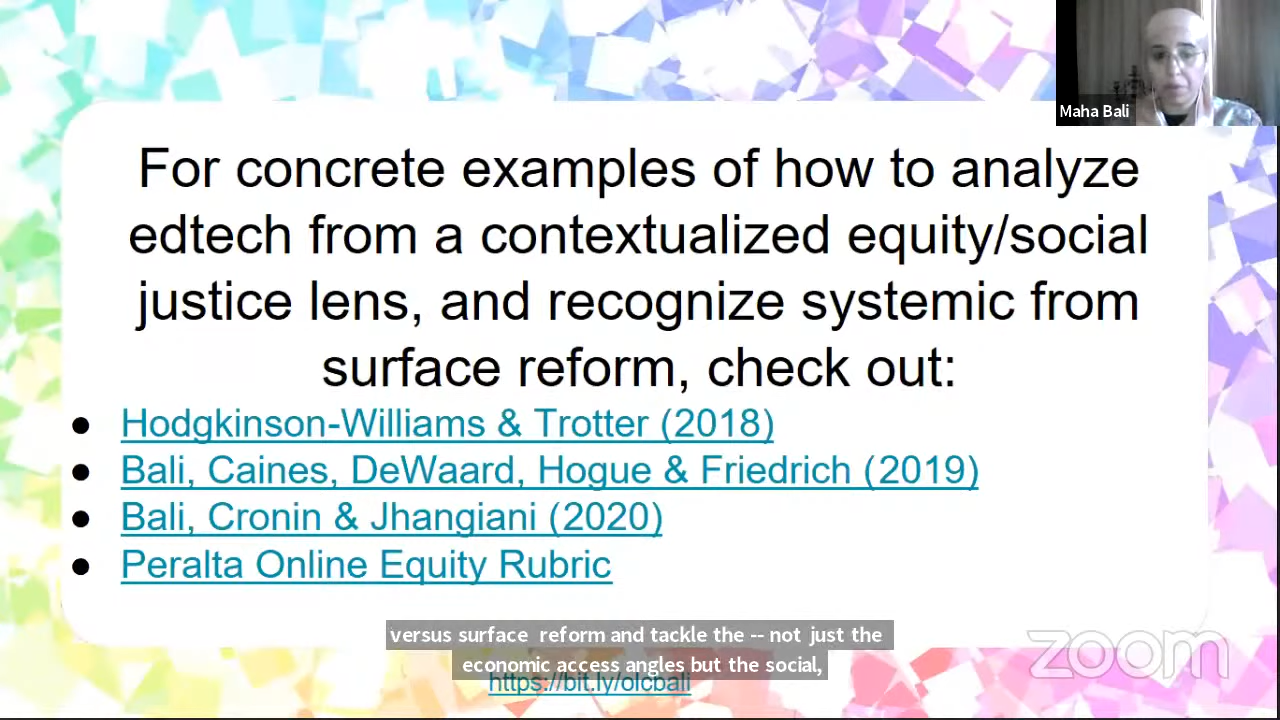 Maha Bali
For concrete examples of how to analyze
edtech from a contextualized equity/social
justice lens, and recognize systemic from
surface reform, check out:
● Hodgkinson-Williams & Trotter (2018)
● Bali, Caines, DeWaard, Hogue & Friedrich (2019)
● Bali, Cronin & Jhangiani (2020)
● Peralta Online Equity Rubric
versus surface reform and tackle the -- not just the
economic access angles but the social,
https://bit.ly/olcbali
zoom